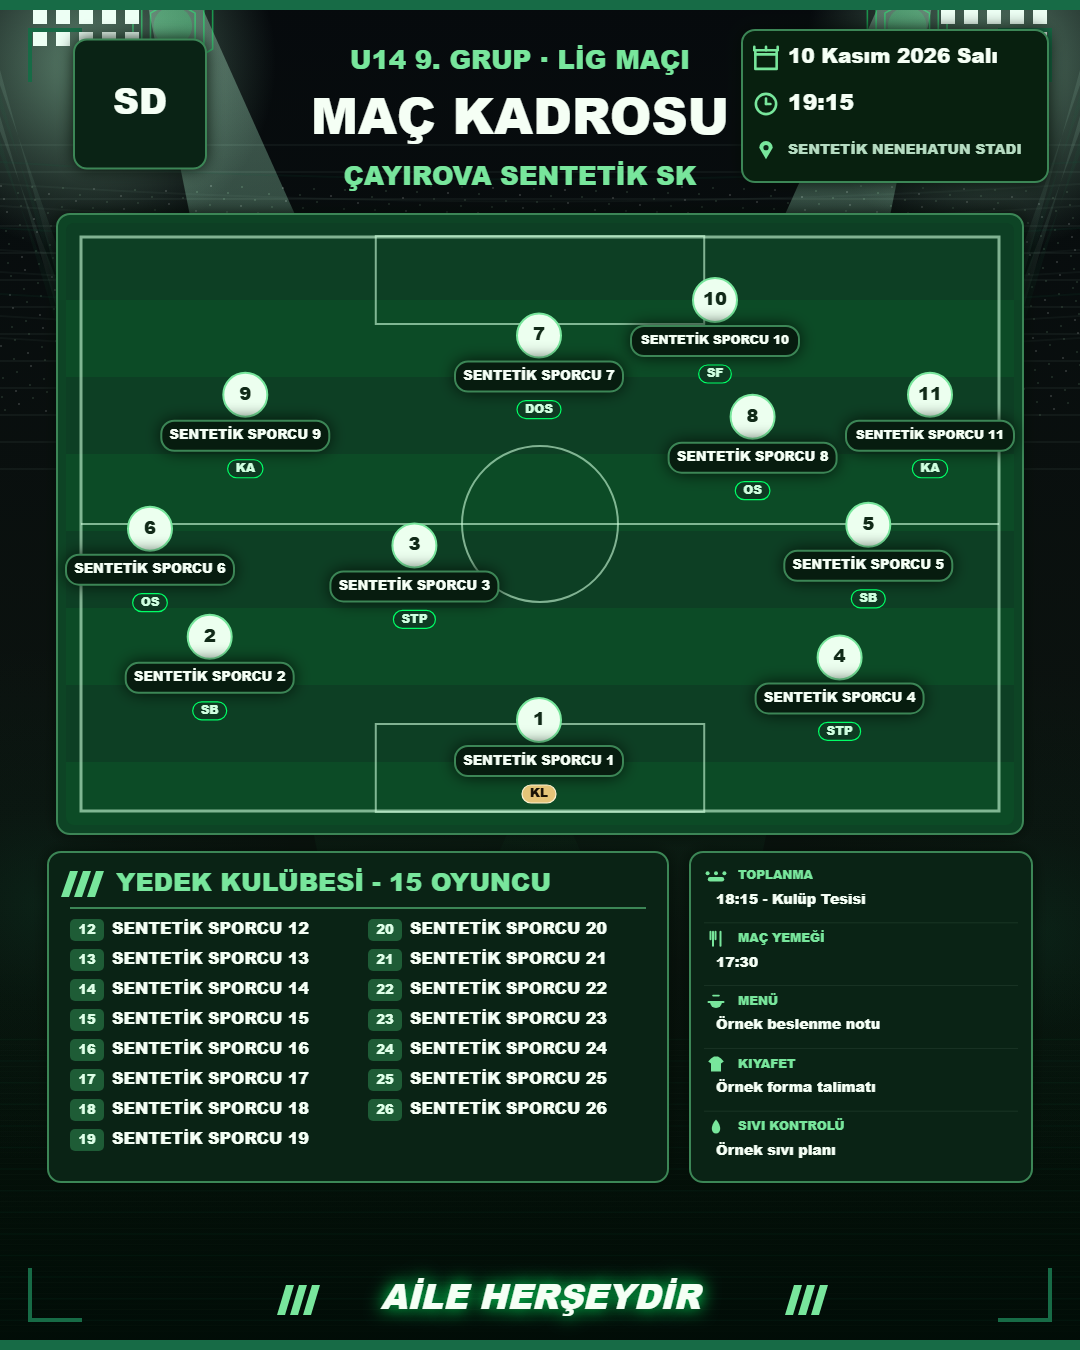 SD
U14 9. GRUP · LİG MAÇI
MAÇ KADROSU
ÇAYIROVA SENTETİK SK
10 Kasım 2026 Salı
19:15
SENTETİK NENEHATUN STADI
10
SENTETİK SPORCU 10
SF
7
SENTETİK SPORCU 7
DOS
9
SENTETİK SPORCU 9
KA
8
SENTETİK SPORCU 8
OS
11
SENTETİK SPORCU 11
KA
6
SENTETİK SPORCU 6
OS
3
SENTETİK SPORCU 3
STP
5
SENTETİK SPORCU 5
SB
2
SENTETİK SPORCU 2
SB
4
SENTETİK SPORCU 4
STP
1
SENTETİK SPORCU 1
KL
YEDEK KULÜBESİ - 15 OYUNCU
12 SENTETİK SPORCU 12
13 SENTETİK SPORCU 13
14 SENTETİK SPORCU 14
15 SENTETİK SPORCU 15
16 SENTETİK SPORCU 16
17 SENTETİK SPORCU 17
18 SENTETİK SPORCU 18
19 SENTETİK SPORCU 19
20 SENTETİK SPORCU 20
21 SENTETİK SPORCU 21
22 SENTETİK SPORCU 22
23 SENTETİK SPORCU 23
24 SENTETİK SPORCU 24
25 SENTETİK SPORCU 25
26 SENTETİK SPORCU 26
TOPLANMA
18:15 - Kulüp Tesisi
MAÇ YEMEĞİ
17:30
MENÜ
Örnek beslenme notu
KIYAFET
Örnek forma talimatı
SIVI KONTROLÜ
Örnek sıvı planı
AİLE HERŞEYDİR